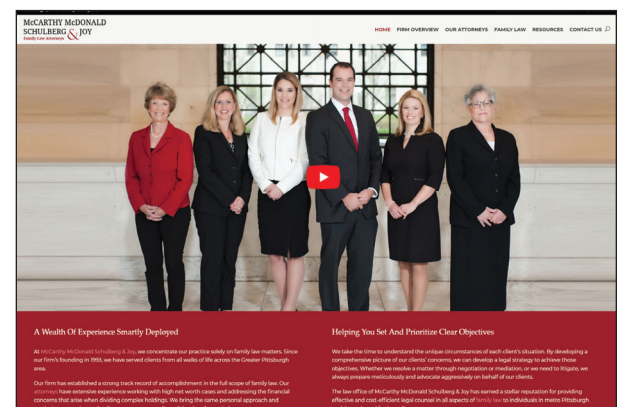 McCARTHY McDONALD
SCHULBERG & JOY
Family Law Attorneys
HOME FIRM OVERVIEW OUR ATTORNEYS FAMILY LAW RESOURCES CONTACT US
A Wealth Of Experience Smartly Deployed
At McCarthy McDonald Schulberg & Joy, we concentrate our practice solely on family law matters. Since
our firm's founding in 1993, we have served clients from all walks of life across the Greater Pittsburgh
area.
Our firm has established a strong track record of accomplishment in the full scope of family law. Our
attorneys have extensive experience working with high net worth cases and addressing the financial
concerns that arise when dividing complex holdings. We bring the same personal approach and
Helping You Set And Prioritize Clear Objectives
We take the time to understand the unique circumstances of each client's situation. By developing a
comprehensive picture of our clients' concerns, we can develop a legal strategy to achieve those
objectives. Whether we resolve a matter through negotiation or mediation, or we need to litigate, we
always prepare meticulously and advocate aggressively on behalf of our clients.
The law office of McCarthy McDonald Schulberg & Joy has earned a stellar reputation for providing
effective and cost-efficient legal counsel in all aspects of family law to individuals in metro Pittsburgh